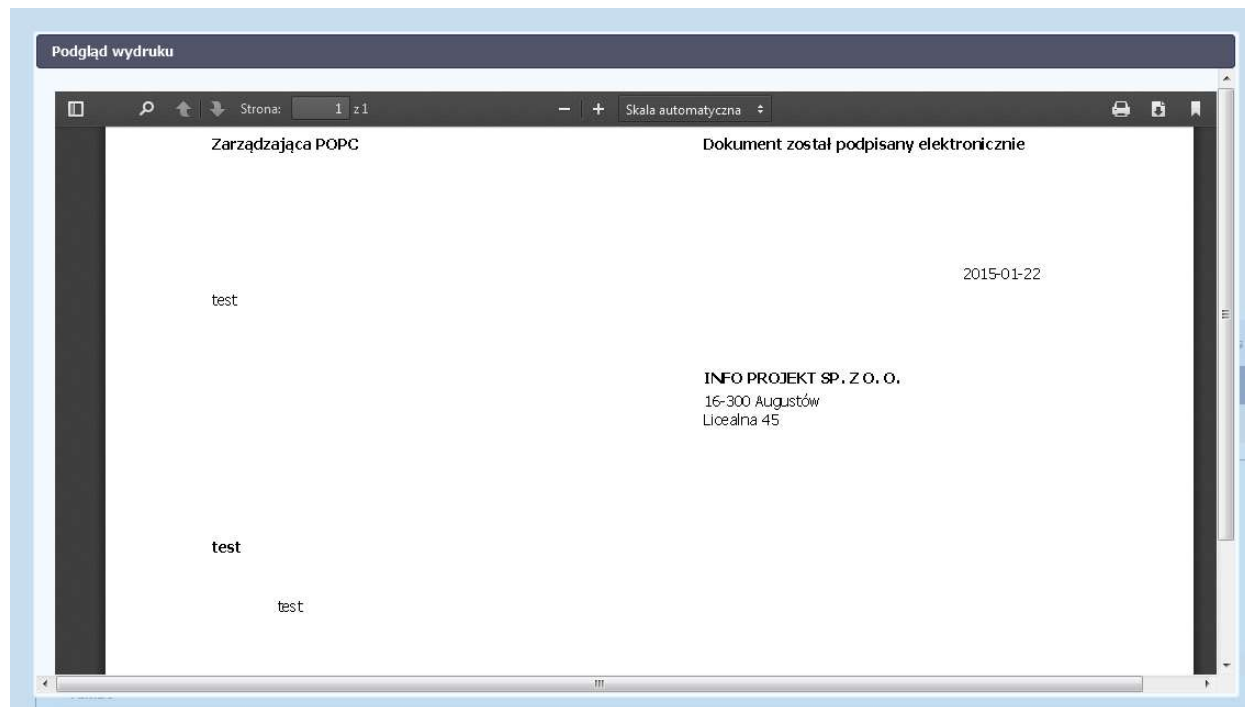 Podgląd wydruku
Strona: 1 z 1 Skala automatyczna
Zarządzająca POPC Dokument został podpisany elektronicznie
2015-01-22
test
INFO PROJEKT SP. Z O. O.
16-300 Augustów
Licealna 45
test
test